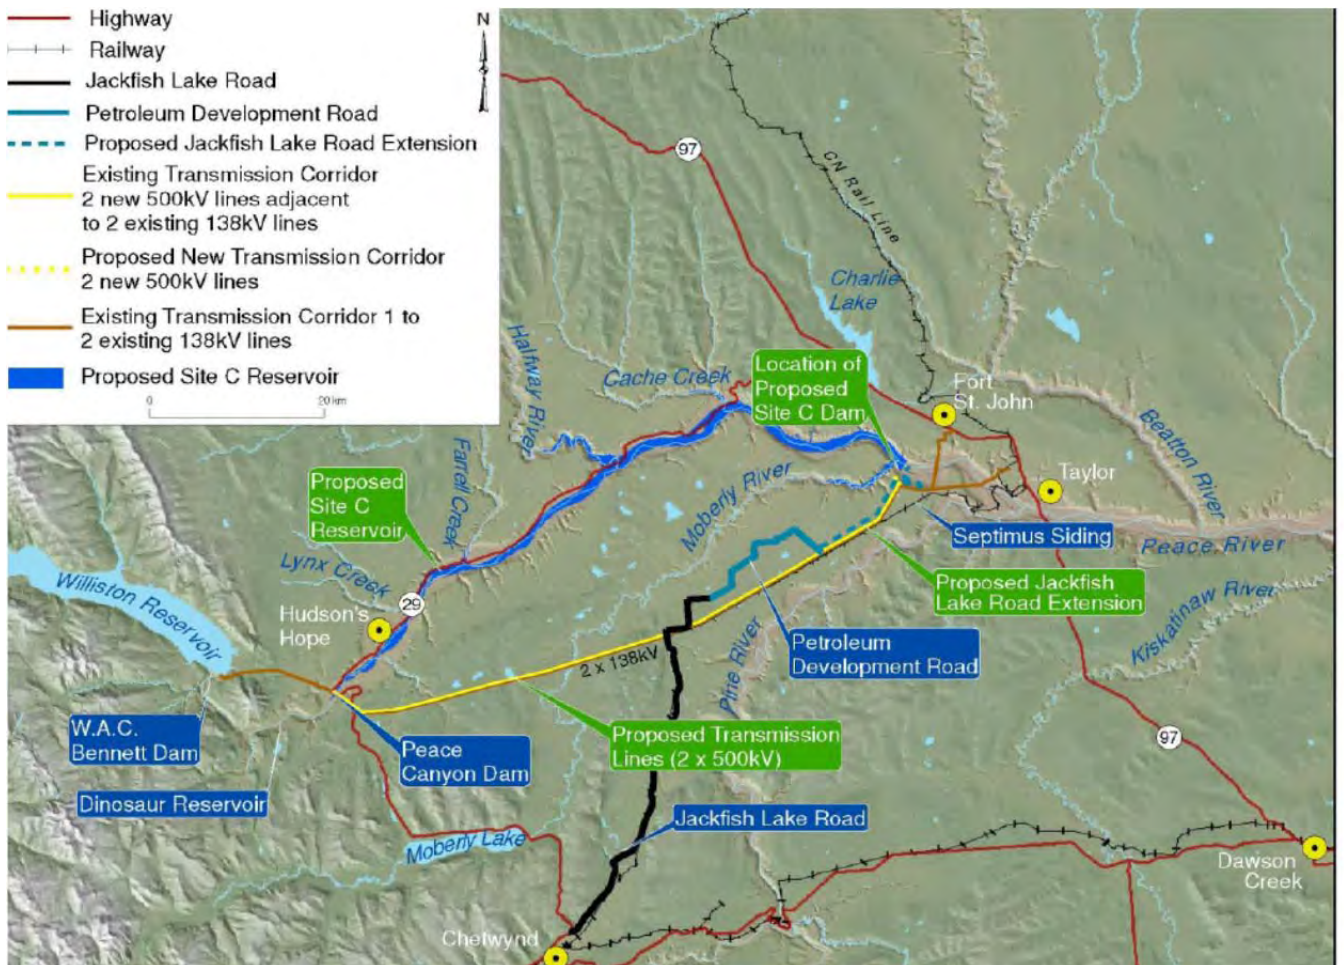 Highway
Railway
Jackfish Lake Road
Petroleum Development Road
Proposed Jackfish Lake Road Extension
Existing Transmission Corridor
2 new 500kV lines adjacent
to 2 existing 138kV lines
Proposed New Transmission Corridor
2 new 500kV lines
Existing Transmission Corridor 1 to
2 existing 138kV lines
Proposed Site C Reservoir
0
20 km
N
97
CN Rail Line
Charlie
Lake
Halfway River
Cache Creek
Location of
Proposed
Site C Dam
Fort
St. John
Beatton River
Taylor
Farrell Creek
Proposed
Site C
Reservoir
Moberly River
Septimus Siding
Peace River
Lynx Creek
Williston Reservoir
29
Hudson's
Hope
Proposed Jackfish
Lake Road Extension
Kiskatinaw River
Petroleum
Development Road
2 x 138kV
Pine River
W.A.C.
Bennett Dam
Peace
Canyon Dam
Proposed Transmission
Lines (2 x 500kV)
97
Dinosaur Reservoir
Jackfish Lake Road
Moberly Lake
Dawson
Creek
Chetwynd